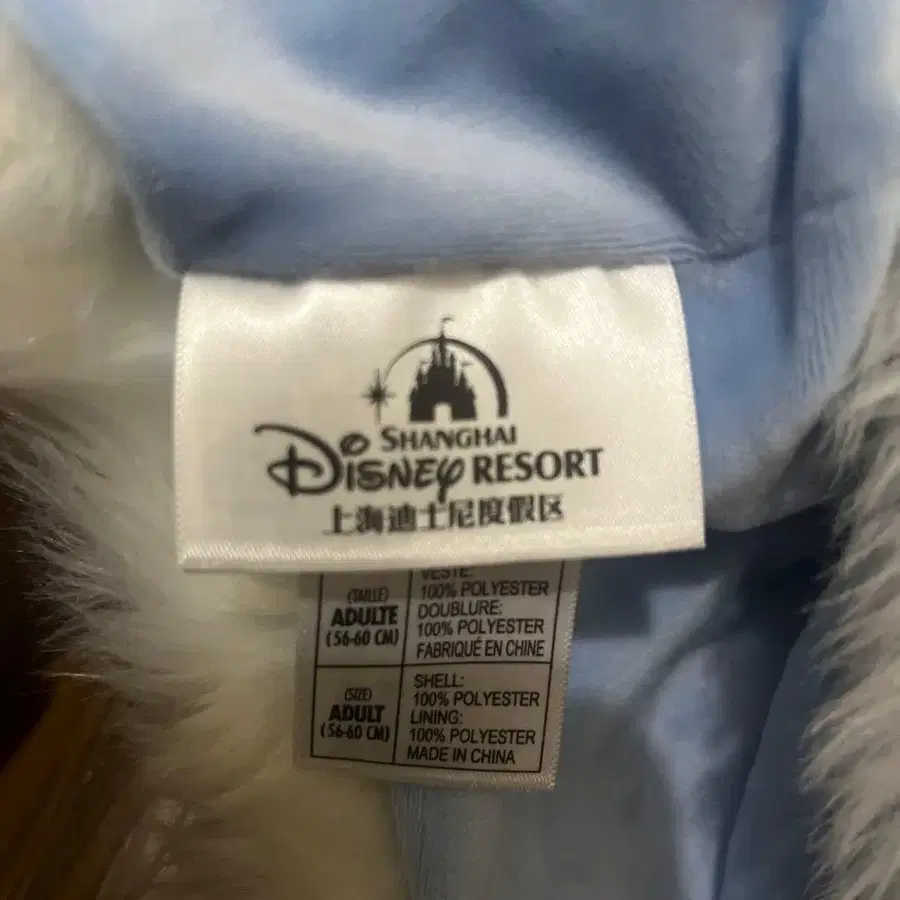 SHANGHAI
DISNEY RESORT
上海迪士尼度假区
(TAILLE)
ADULTE
(56-60 CM)
VESTE:
100% POLYESTER
DOUBLURE:
100% POLYESTER
FABRIQUÉ EN CHINE
(SIZE)
ADULT
(56-60 CM)
SHELL:
100% POLYESTER
LINING:
100% POLYESTER
MADE IN CHINA